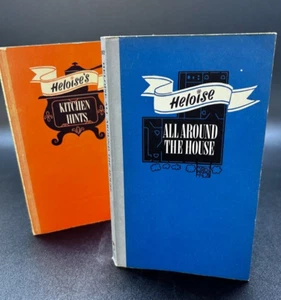 Heloise's
KITCHEN
HINTS
Heloise
ALL AROUND
THE HOUSE